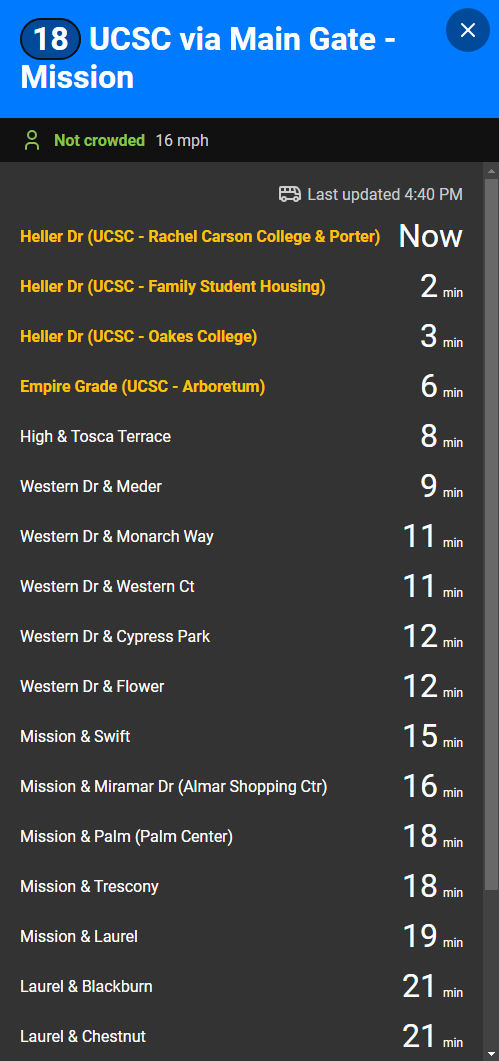 18 UCSC via Main Gate -
Mission
Not crowded 16 mph
Last updated 4:40 PM
Heller Dr (UCSC - Rachel Carson College & Porter) Now
Heller Dr (UCSC - Family Student Housing) 2 min
Heller Dr (UCSC - Oakes College) 3 min
Empire Grade (UCSC - Arboretum) 6 min
High & Tosca Terrace 8 min
Western Dr & Meder 9 min
Western Dr & Monarch Way 11 min
Western Dr & Western Ct 11 min
Western Dr & Cypress Park 12 min
Western Dr & Flower 12 min
Mission & Swift 15 min
Mission & Miramar Dr (Almar Shopping Ctr) 16 min
Mission & Palm (Palm Center) 18 min
Mission & Trescony 18 min
Mission & Laurel 19 min
Laurel & Blackburn 21 min
Laurel & Chestnut 21 min